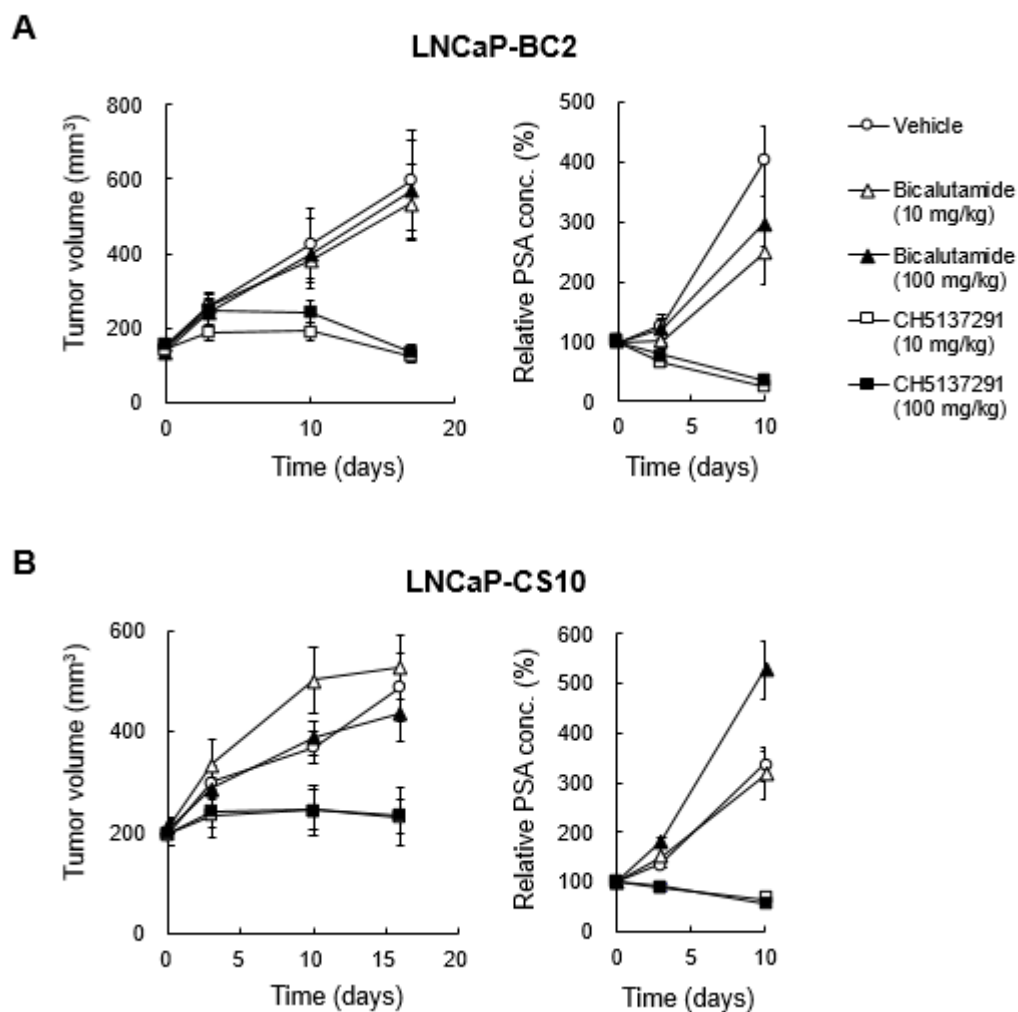 A
LNCaP-BC2
Tumor volume (mm³)
800
600
400
200
0
0
10
20
Time (days)
Relative PSA conc. (%)
500
400
300
200
100
0
0
5
10
Time (days)
Vehicle
Bicalutamide
(10 mg/kg)
Bicalutamide
(100 mg/kg)
CH5137291
(10 mg/kg)
CH5137291
(100 mg/kg)
B
LNCaP-CS10
Tumor volume (mm³)
600
400
200
0
0
5
10
15
20
Time (days)
Relative PSA conc. (%)
600
500
400
300
200
100
0
0
5
10
Time (days)